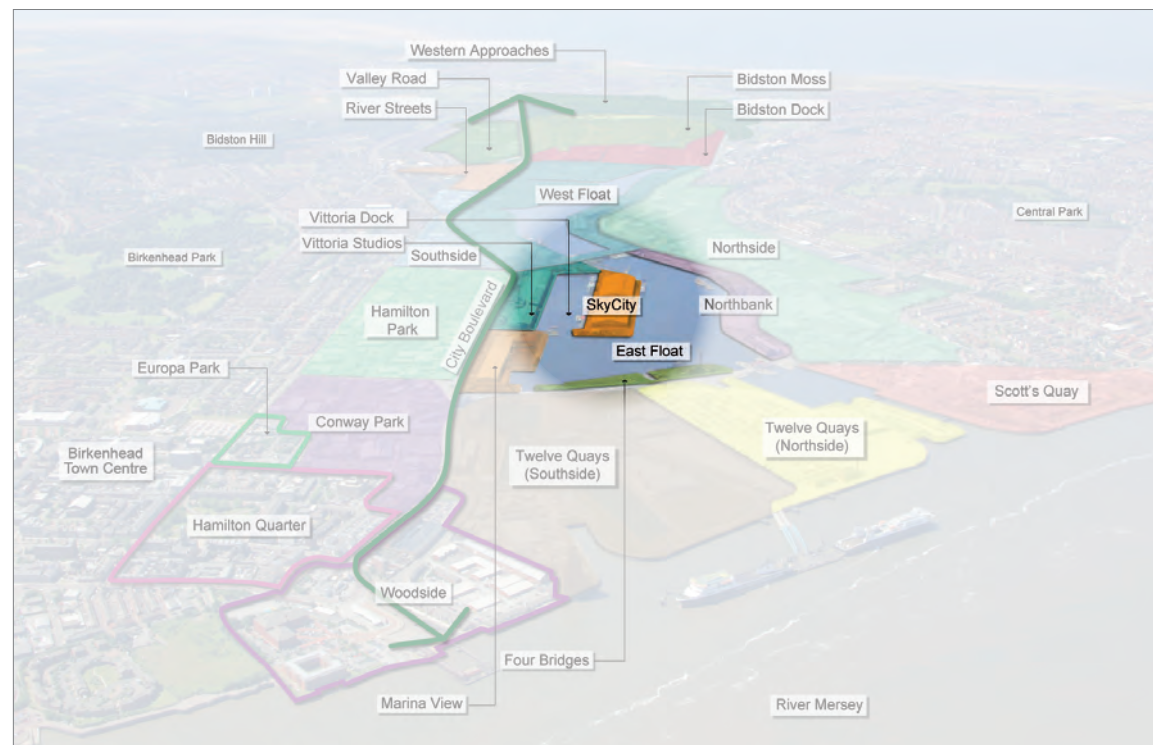 Western Approaches
Valley Road
Bidston Moss
River Streets
Bidston Dock
Bidston Hill
West Float
Vittoria Dock
Central Park
Vittoria Studios
Southside
Northside
Birkenhead Park
SkyCity
Northbank
Hamilton
Park
City Boulevard
East Float
Europa Park
Scott's Quay
Conway Park
Twelve Quays
(Northside)
Birkenhead
Town Centre
Twelve Quays
(Southside)
Hamilton Quarter
Woodside
Four Bridges
Marina View
River Mersey